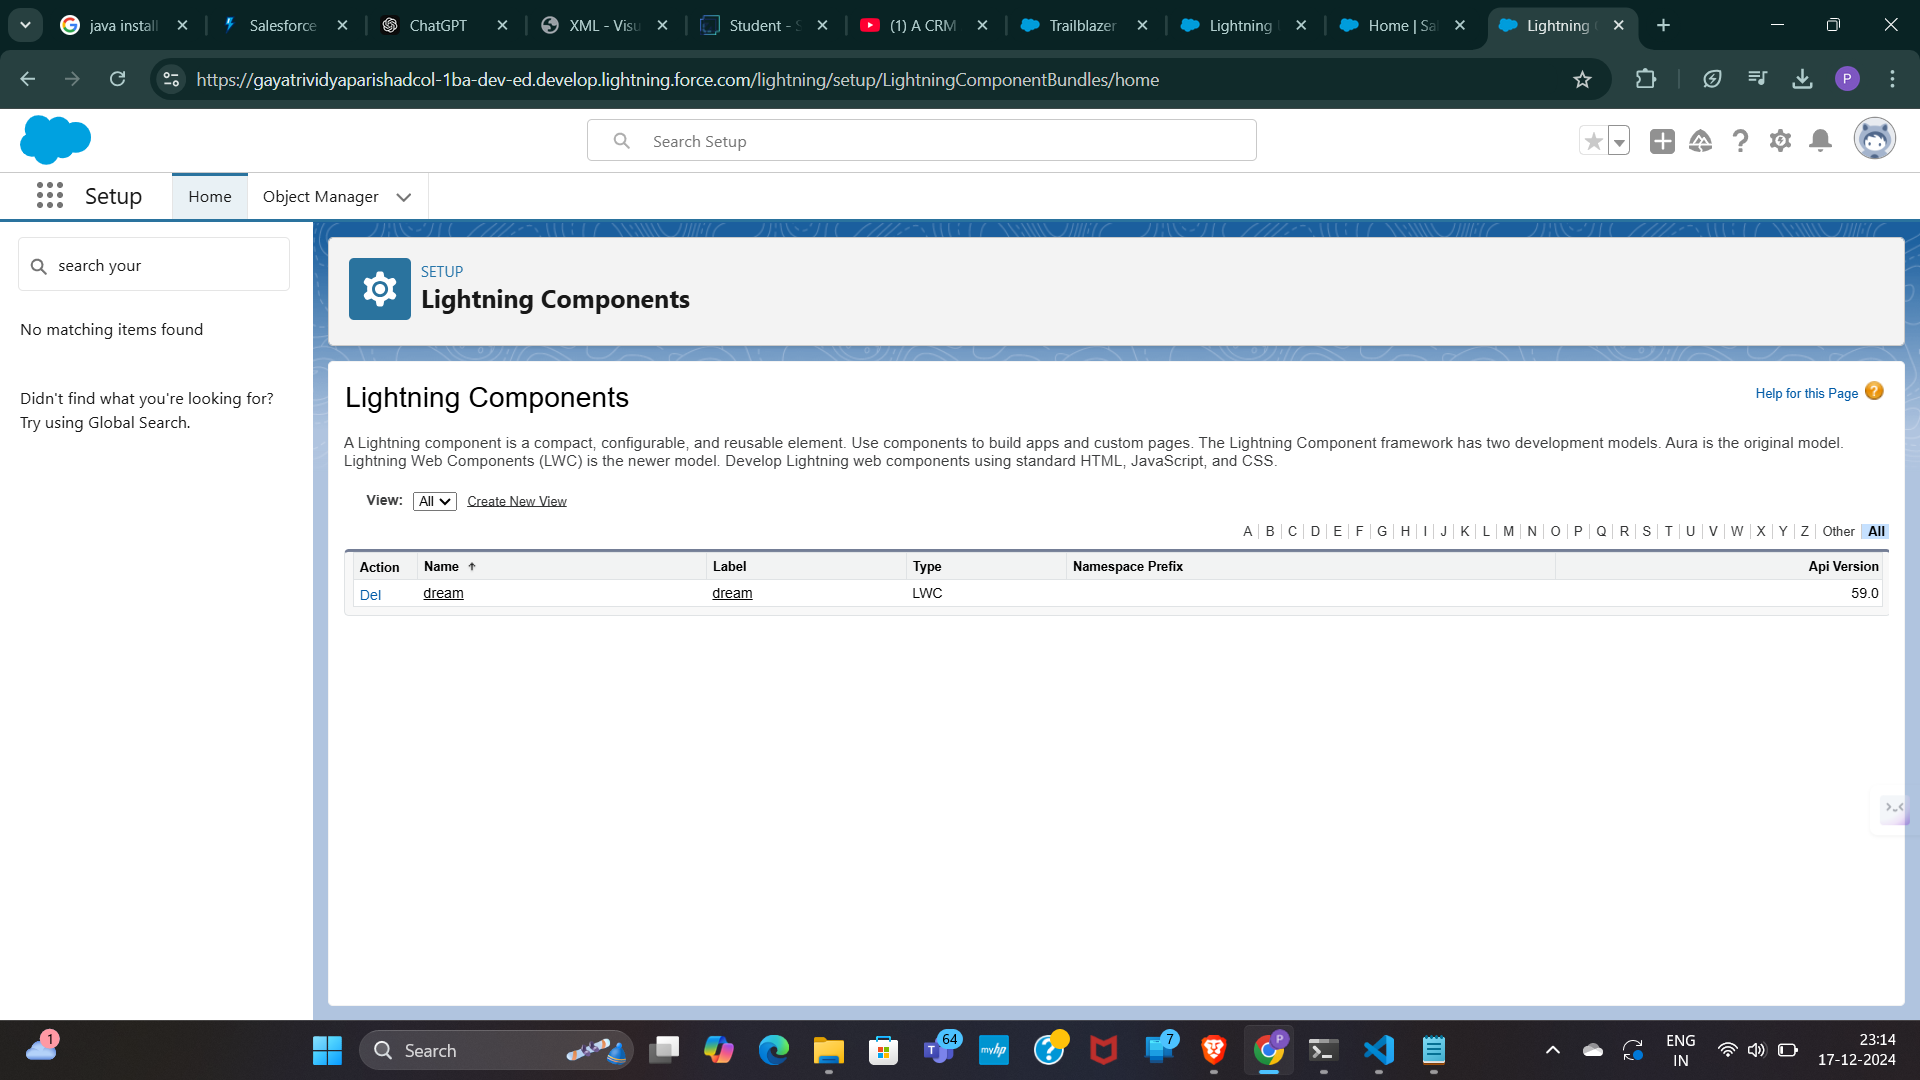 java install
Salesforce
ChatGPT
XML - Visu
Student - S
(1) A CRM
Trailblazer
Lightning
Home | Sal
Lightning
https://gayatrividyaparishadcol-1ba-dev-ed.develop.lightning.force.com/lightning/setup/LightningComponentBundles/home
P
Search Setup
Setup
Home
Object Manager
search your
No matching items found
Didn't find what you're looking for?
Try using Global Search.
SETUP
Lightning Components
Lightning Components
Help for this Page ?
A Lightning component is a compact, configurable, and reusable element. Use components to build apps and custom pages. The Lightning Component framework has two development models. Aura is the original model.
Lightning Web Components (LWC) is the newer model. Develop Lightning web components using standard HTML, JavaScript, and CSS.
View: All Create New View
A B C D E F G H I J K L M N O P Q R S T U V W X Y Z Other All
Action Name Label Type Namespace Prefix Api Version
Del dream dream LWC 59.0
1
Search
64
myhp
7
P
ENG
IN
23:14
17-12-2024